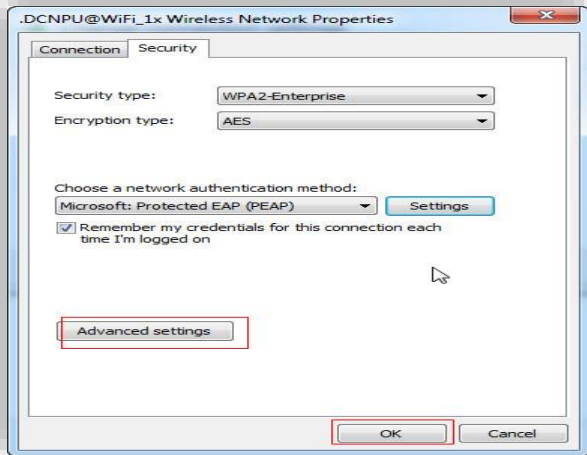 .DCNPU@WiFi_1x Wireless Network Properties
Connection
Security
Security type:
WPA2-Enterprise
Encryption type:
AES
Choose a network authentication method:
Microsoft: Protected EAP (PEAP)
Settings
Remember my credentials for this connection each
time I'm logged on
Advanced settings
OK
Cancel